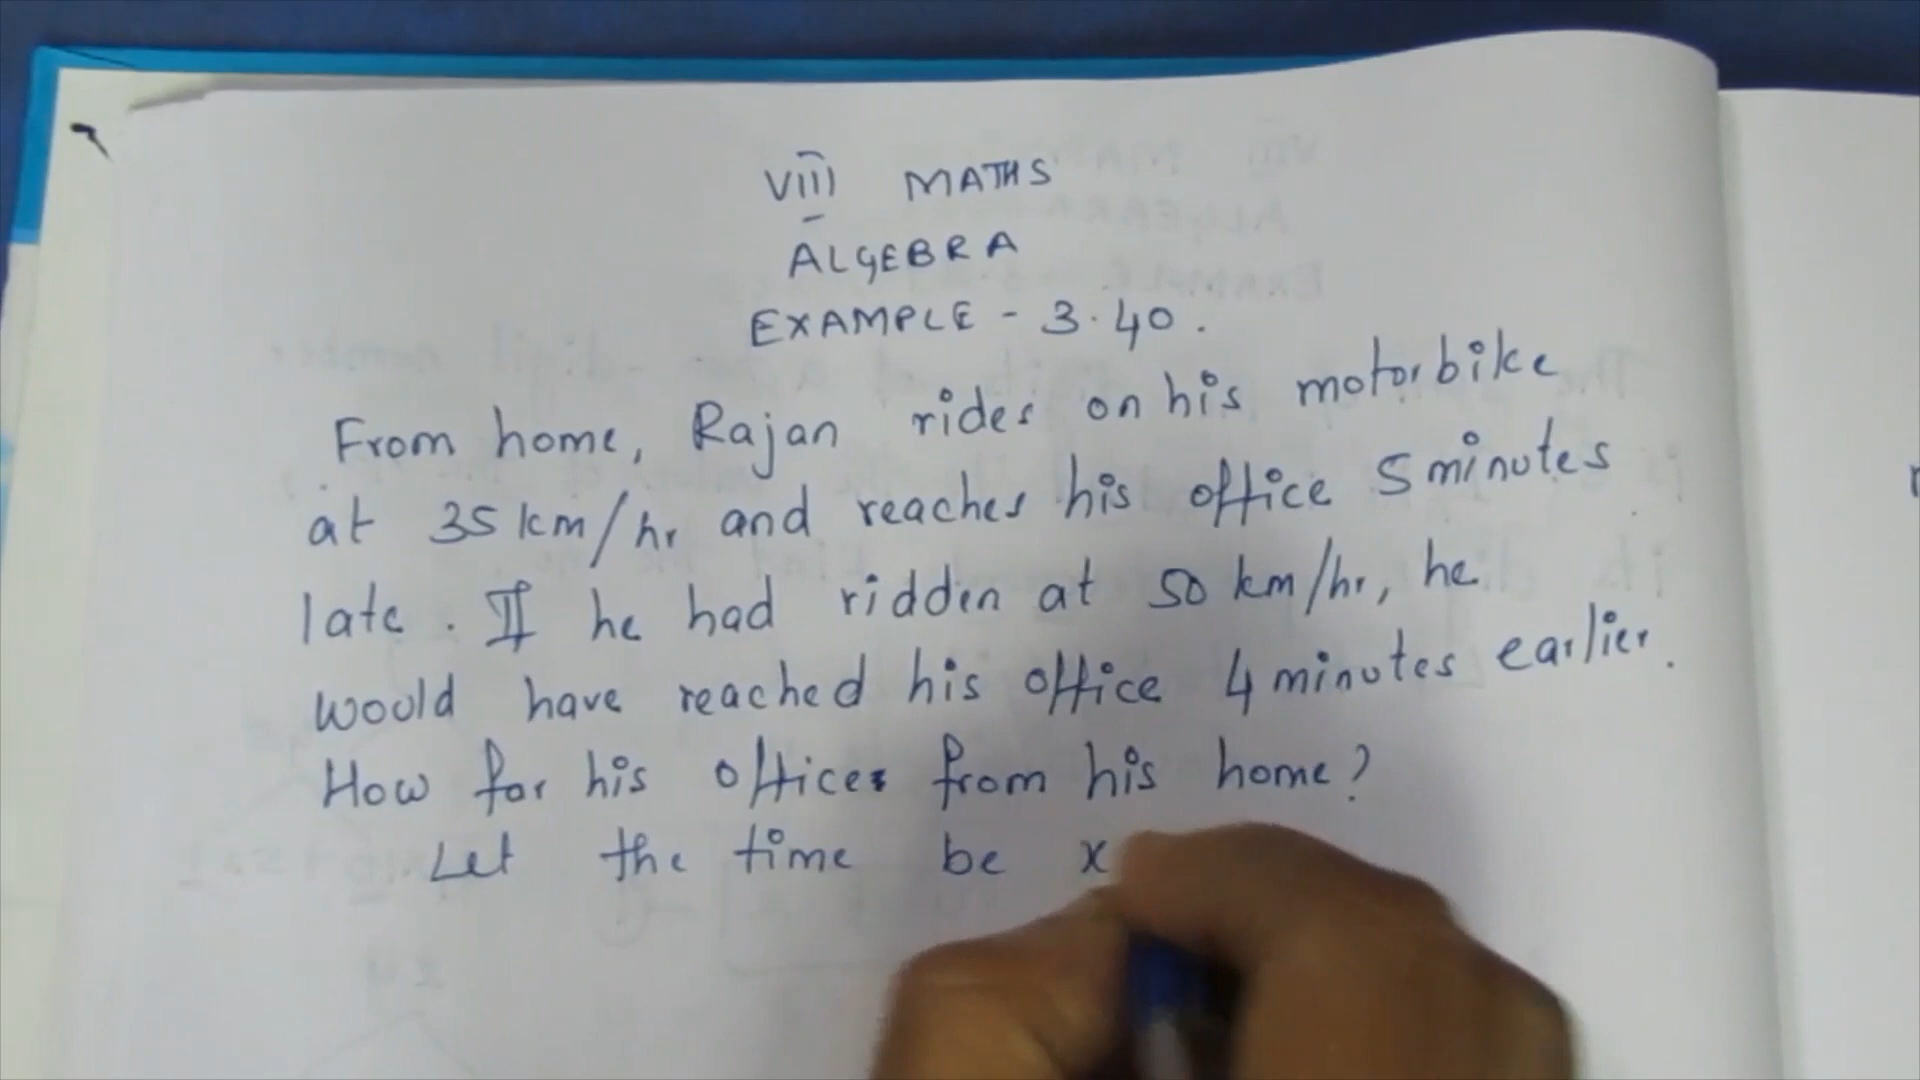 VIII MATHS
ALGEBRA
EXAMPLE - 3.40.
From home, Rajan rides on his motorbike
at 35 km/hr and reaches his office 5 minutes
late. If he had ridden at 50 km/hr, he
would have reached his office 4 minutes earlier.
How far his office from his home?
Let the time be x